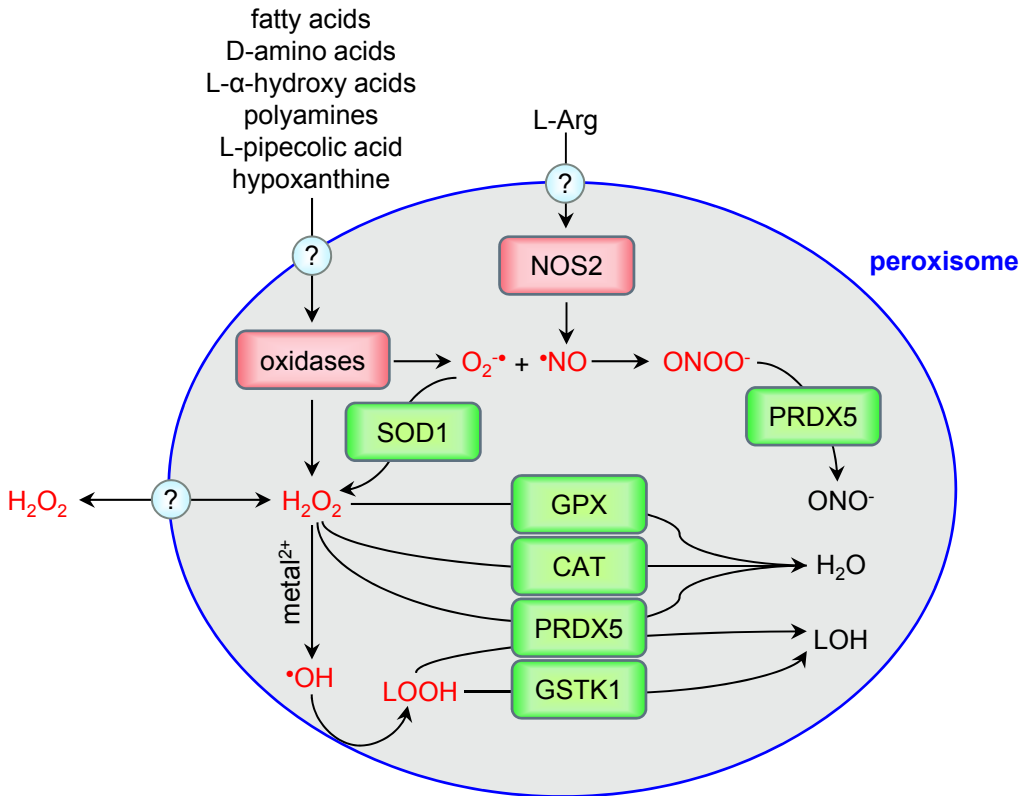 fatty acids
D-amino acids
L-α-hydroxy acids
polyamines
L-pipecolic acid
hypoxanthine
L-Arg
?
?
NOS2
peroxisome
oxidases
O₂⁻• + •NO
ONOO⁻
SOD1
PRDX5
H₂O₂
?
H₂O₂
GPX
ONO⁻
metal²⁺
CAT
H₂O
PRDX5
LOH
•OH
LOOH
GSTK1